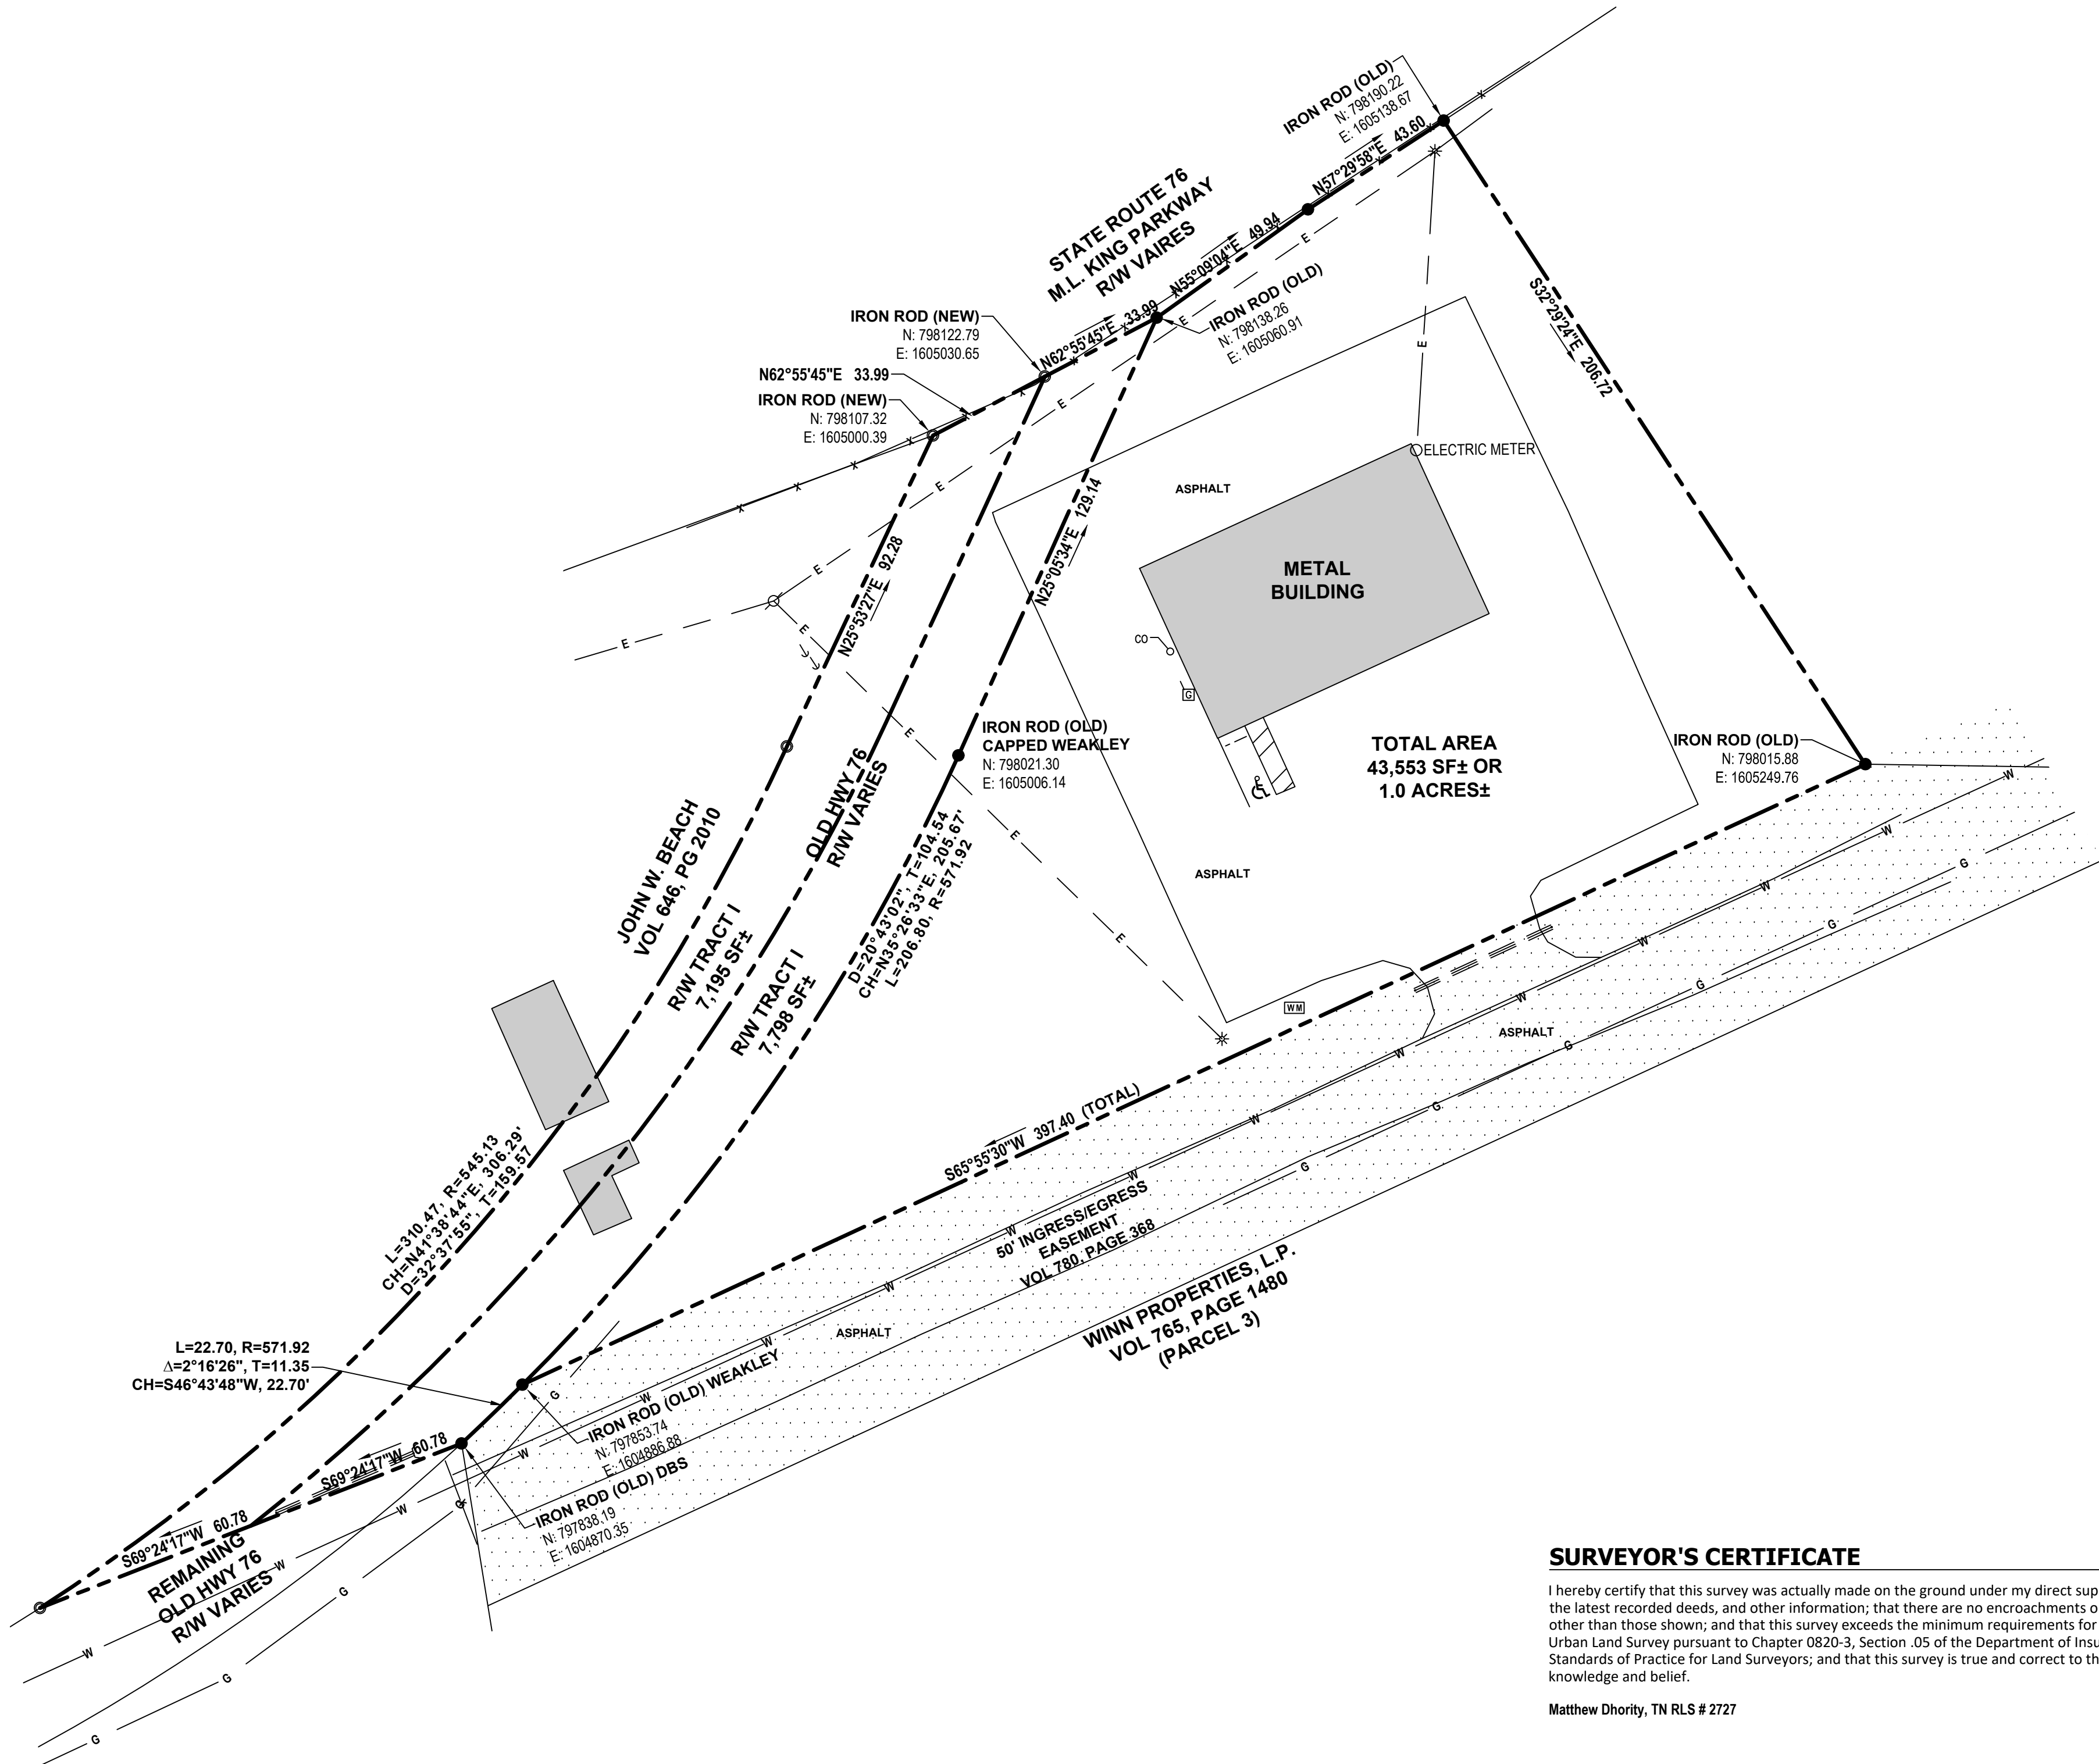 IRON ROD (OLD)
N: 798190.22
E: 1605138.67
N57°29'58"E 43.60
STATE ROUTE 76
M.L. KING PARKWAY
R/W VAIRES
N55°09'04"E 49.94
IRON ROD (OLD)
N: 798138.26
E: 1605060.91
IRON ROD (NEW)
N: 798122.79
E: 1605030.65
N62°55'45"E 33.99
N62°55'45"E 33.99
IRON ROD (NEW)
N: 798107.32
E: 1605000.39
S32°29'24"E 206.72
ELECTRIC METER
ASPHALT
METAL
BUILDING
CO
G
N25°53'27"E 92.28
N25°05'34"E 129.14
IRON ROD (OLD)
CAPPED WEAKLEY
N: 798021.30
E: 1605006.14
TOTAL AREA
43,553 SF± OR
1.0 ACRES±
IRON ROD (OLD)
N: 798015.88
E: 1605249.76
JOHN W. BEACH
VOL 646, PG 2010
OLD HWY 76
R/W VARIES
R/W TRACT I
7,195 SF±
R/W TRACT I
7,798 SF±
D=20°43'02", T=104.54
CH=N35°26'33"E, 205.67'
L=206.80, R=571.92
ASPHALT
WM
ASPHALT
S65°55'30"W 397.40 (TOTAL)
L=310.47, R=545.13
CH=N41°38'44"E, 306.29'
D=32°37'55", T=159.57
50' INGRESS/EGRESS
EASEMENT
VOL 780, PAGE 368
WINN PROPERTIES, L.P.
VOL 765, PAGE 1480
(PARCEL 3)
ASPHALT
L=22.70, R=571.92
Δ=2°16'26", T=11.35
CH=S46°43'48"W, 22.70'
IRON ROD (OLD) WEAKLEY
N: 797853.74
E: 1604886.88
IRON ROD (OLD) DBS
N: 797838.19
E: 1604870.35
S69°24'17"W 60.78
S69°24'17"W 60.78
REMAINING
OLD HWY 76
R/W VARIES
SURVEYOR'S CERTIFICATE
I hereby certify that this survey was actually made on the ground under my direct sup
the latest recorded deeds, and other information; that there are no encroachments o
other than those shown; and that this survey exceeds the minimum requirements for
Urban Land Survey pursuant to Chapter 0820-3, Section .05 of the Department of Insu
Standards of Practice for Land Surveyors; and that this survey is true and correct to th
knowledge and belief.
Matthew Dhority, TN RLS # 2727